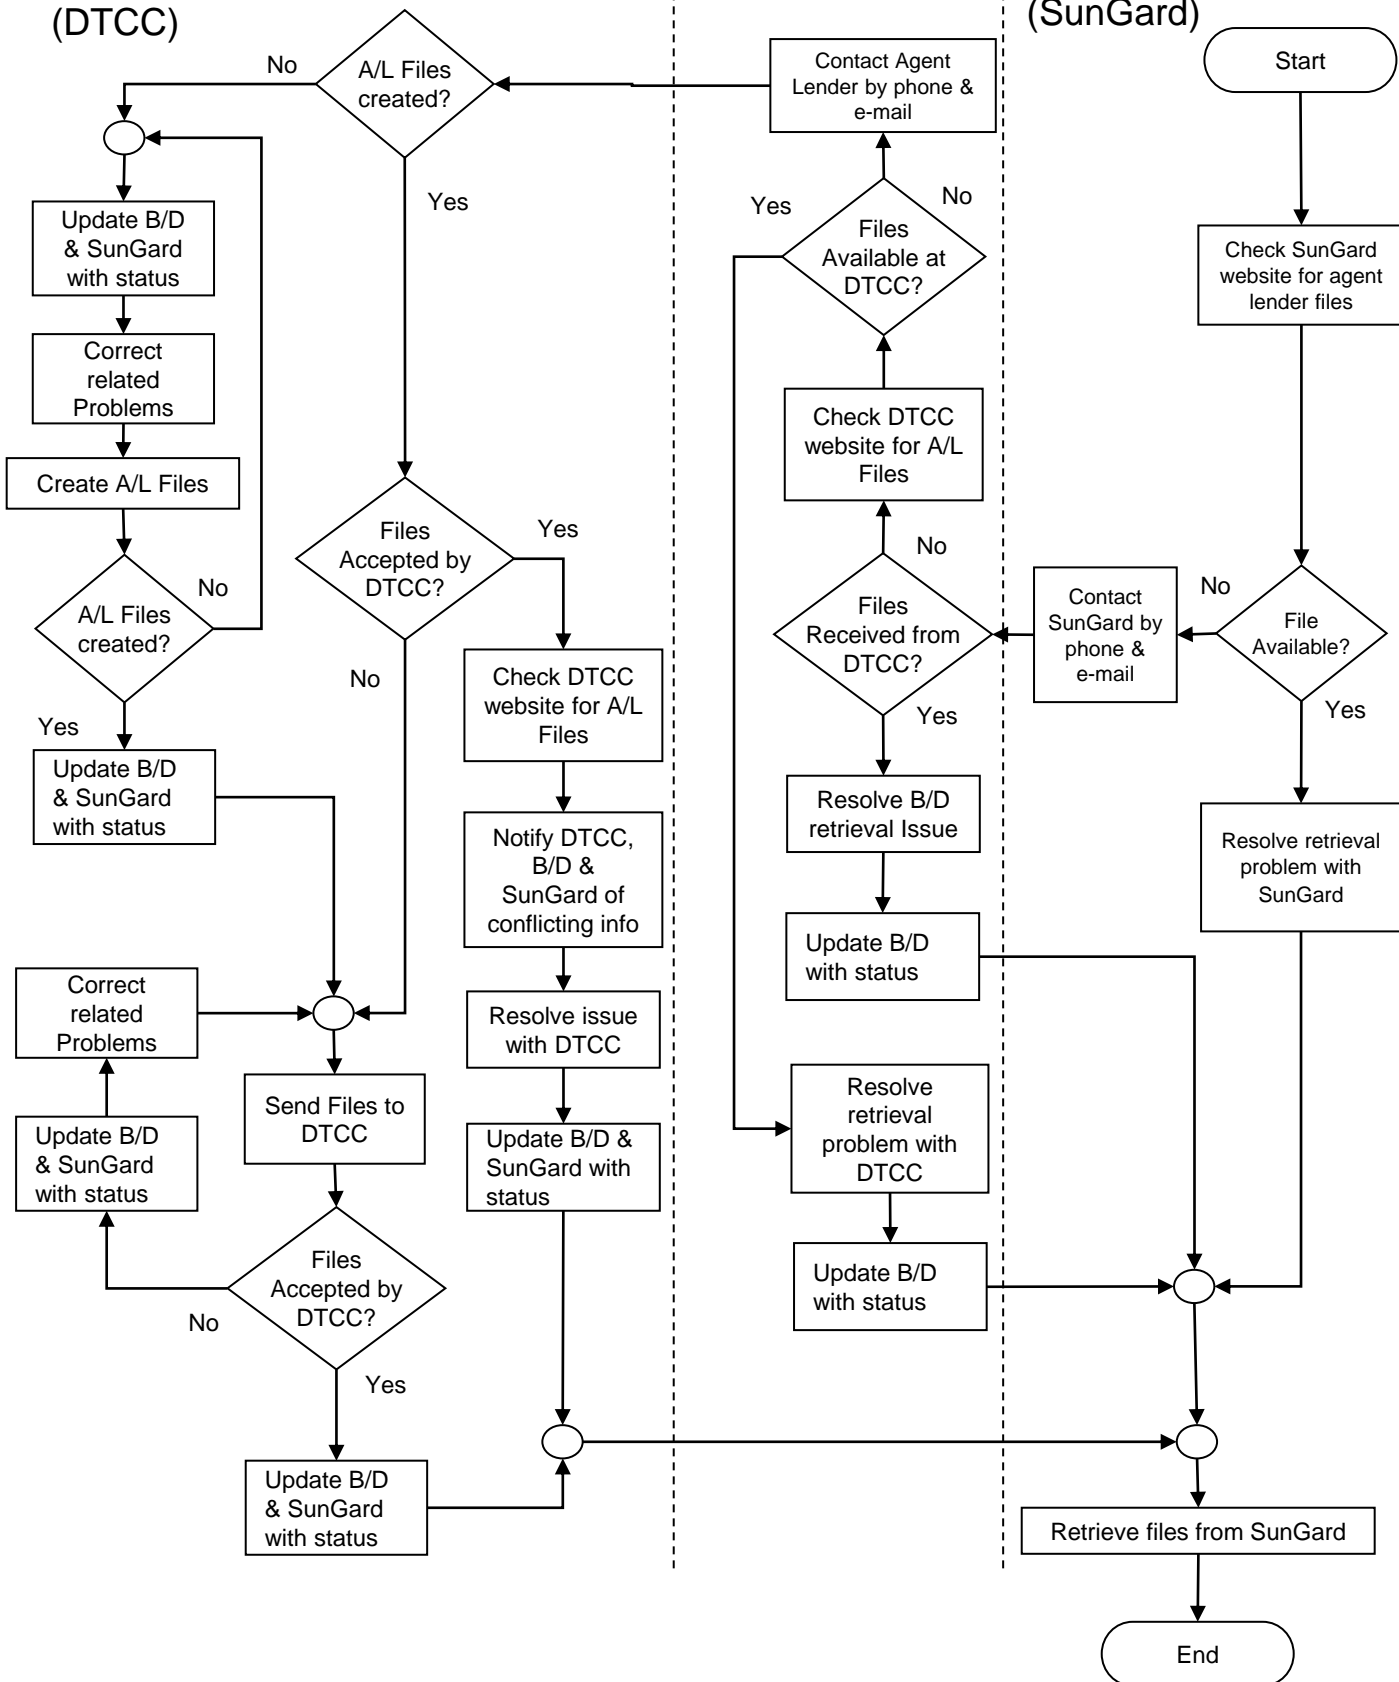 (DTCC)
(SunGard)
Start
No
A/L Files
created?
Contact Agent
Lender by phone &
e-mail
Yes
Yes
No
Files
Available at
DTCC?
Update B/D
& SunGard
with status
Check SunGard
website for agent
lender files
Correct
related
Problems
Check DTCC
website for A/L
Files
Create A/L Files
Files
Accepted by
DTCC?
Yes
No
No
A/L Files
created?
No
Files
Received from
DTCC?
Contact
SunGard by
phone &
e-mail
No
File
Available?
Yes
Check DTCC
website for A/L
Files
Yes
Yes
Update B/D
& SunGard
with status
Resolve B/D
retrieval Issue
Resolve retrieval
problem with
SunGard
Notify DTCC,
B/D &
SunGard of
conflicting info
Update B/D
with status
Correct
related
Problems
Resolve issue
with DTCC
Send Files to
DTCC
Resolve
retrieval
problem with
DTCC
Update B/D
& SunGard
with status
Update B/D &
SunGard with
status
Files
Accepted by
DTCC?
No
Update B/D
with status
Yes
Update B/D
& SunGard
with status
Retrieve files from SunGard
End